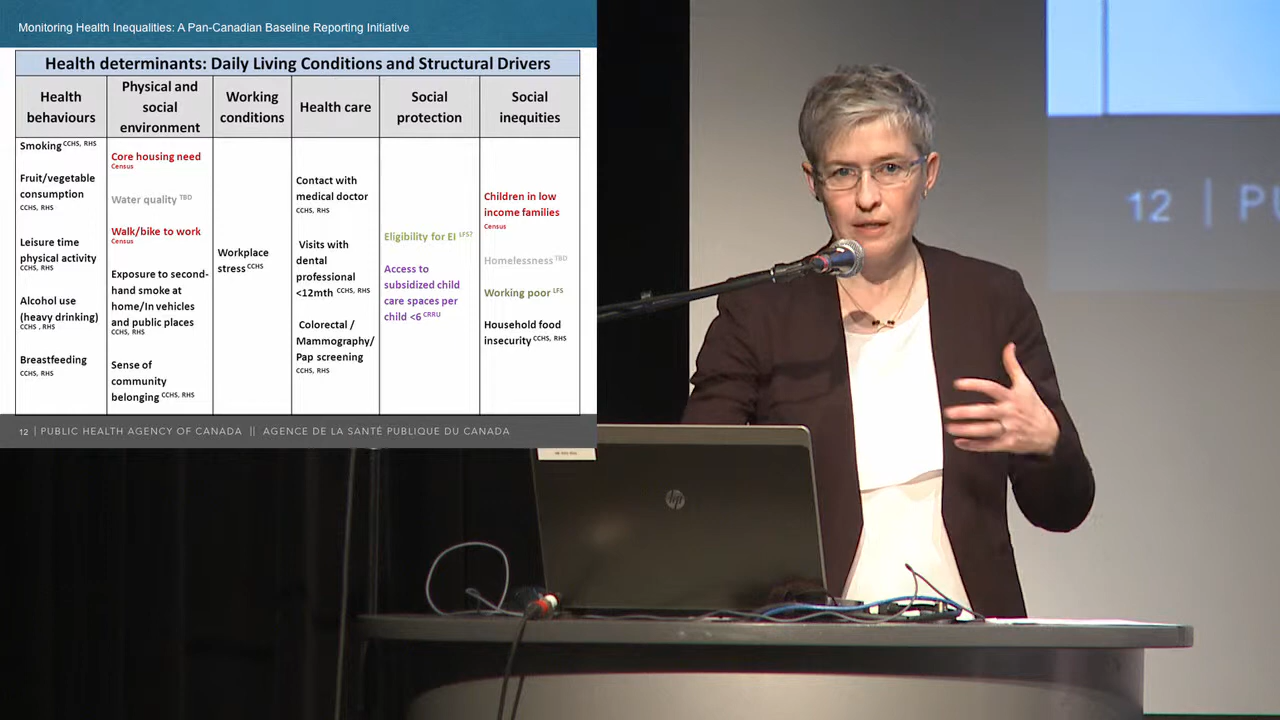 Monitoring Health Inequalities: A Pan-Canadian Baseline Reporting Initiative
Health determinants: Daily Living Conditions and Structural Drivers
Health
behaviours
Physical and
social
environment
Working
conditions
Health care
Social
protection
Social
inequities
Smoking CCHS, RHS
Fruit/vegetable
consumption
CCHS, RHS
Leisure time
physical activity
CCHS, RHS
Alcohol use
(heavy drinking)
CCHS , RHS
Breastfeeding
CCHS, RHS
Core housing need
Census
Water quality TBD
Walk/bike to work
Census
Exposure to second-
hand smoke at
home/In vehicles
and public places
CCHS, RHS
Sense of
community
belonging CCHS, RHS
Workplace
stress CCHS
Contact with
medical doctor
CCHS, RHS
Visits with
dental
professional
<12mth CCHS, RHS
Colorectal /
Mammography/
Pap screening
CCHS, RHS
Eligibility for EI LFS?
Access to
subsidized child
care spaces per
child <6 CRRU
Children in low
income families
Census
Homelessness TBD
Working poor LFS
Household food
insecurity CCHS, RHS
12 | PUBLIC HEALTH AGENCY OF CANADA || AGENCE DE LA SANTÉ PUBLIQUE DU CANADA
12 | PU
hp